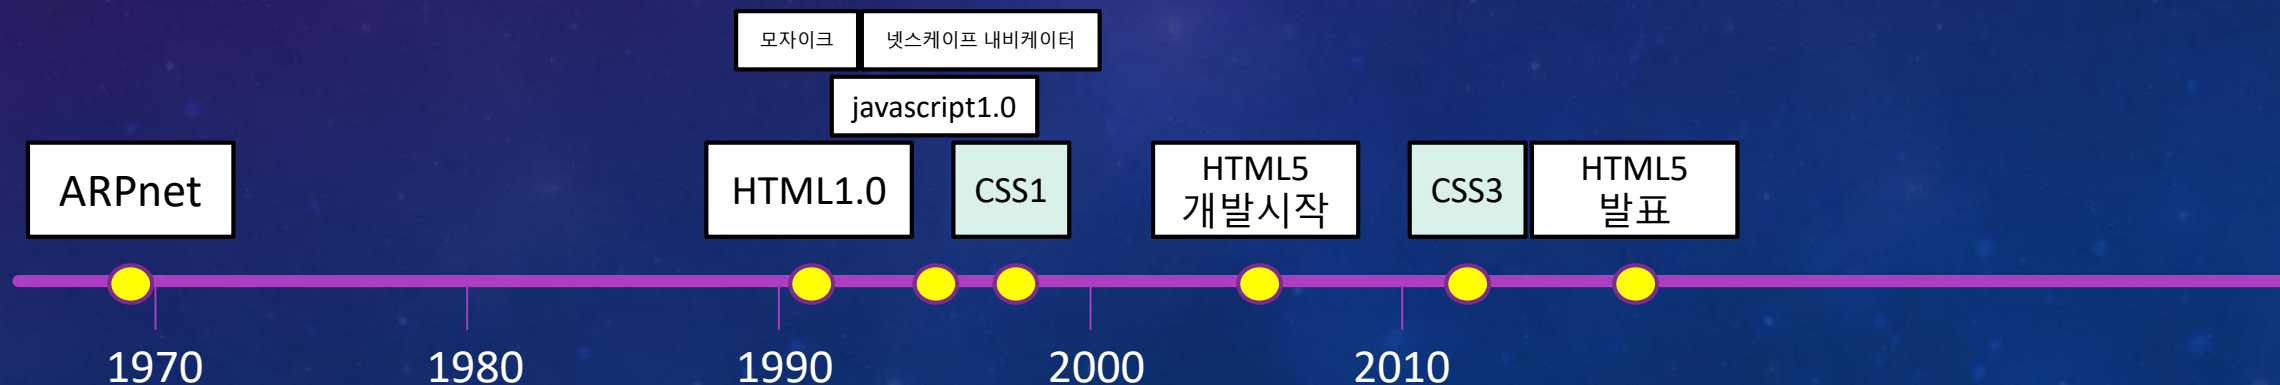 모자이크
넷스케이프 내비케이터
javascript1.0
ARPnet
HTML1.0
CSS1
HTML5
개발시작
CSS3
HTML5
발표
1970
1980
1990
2000
2010